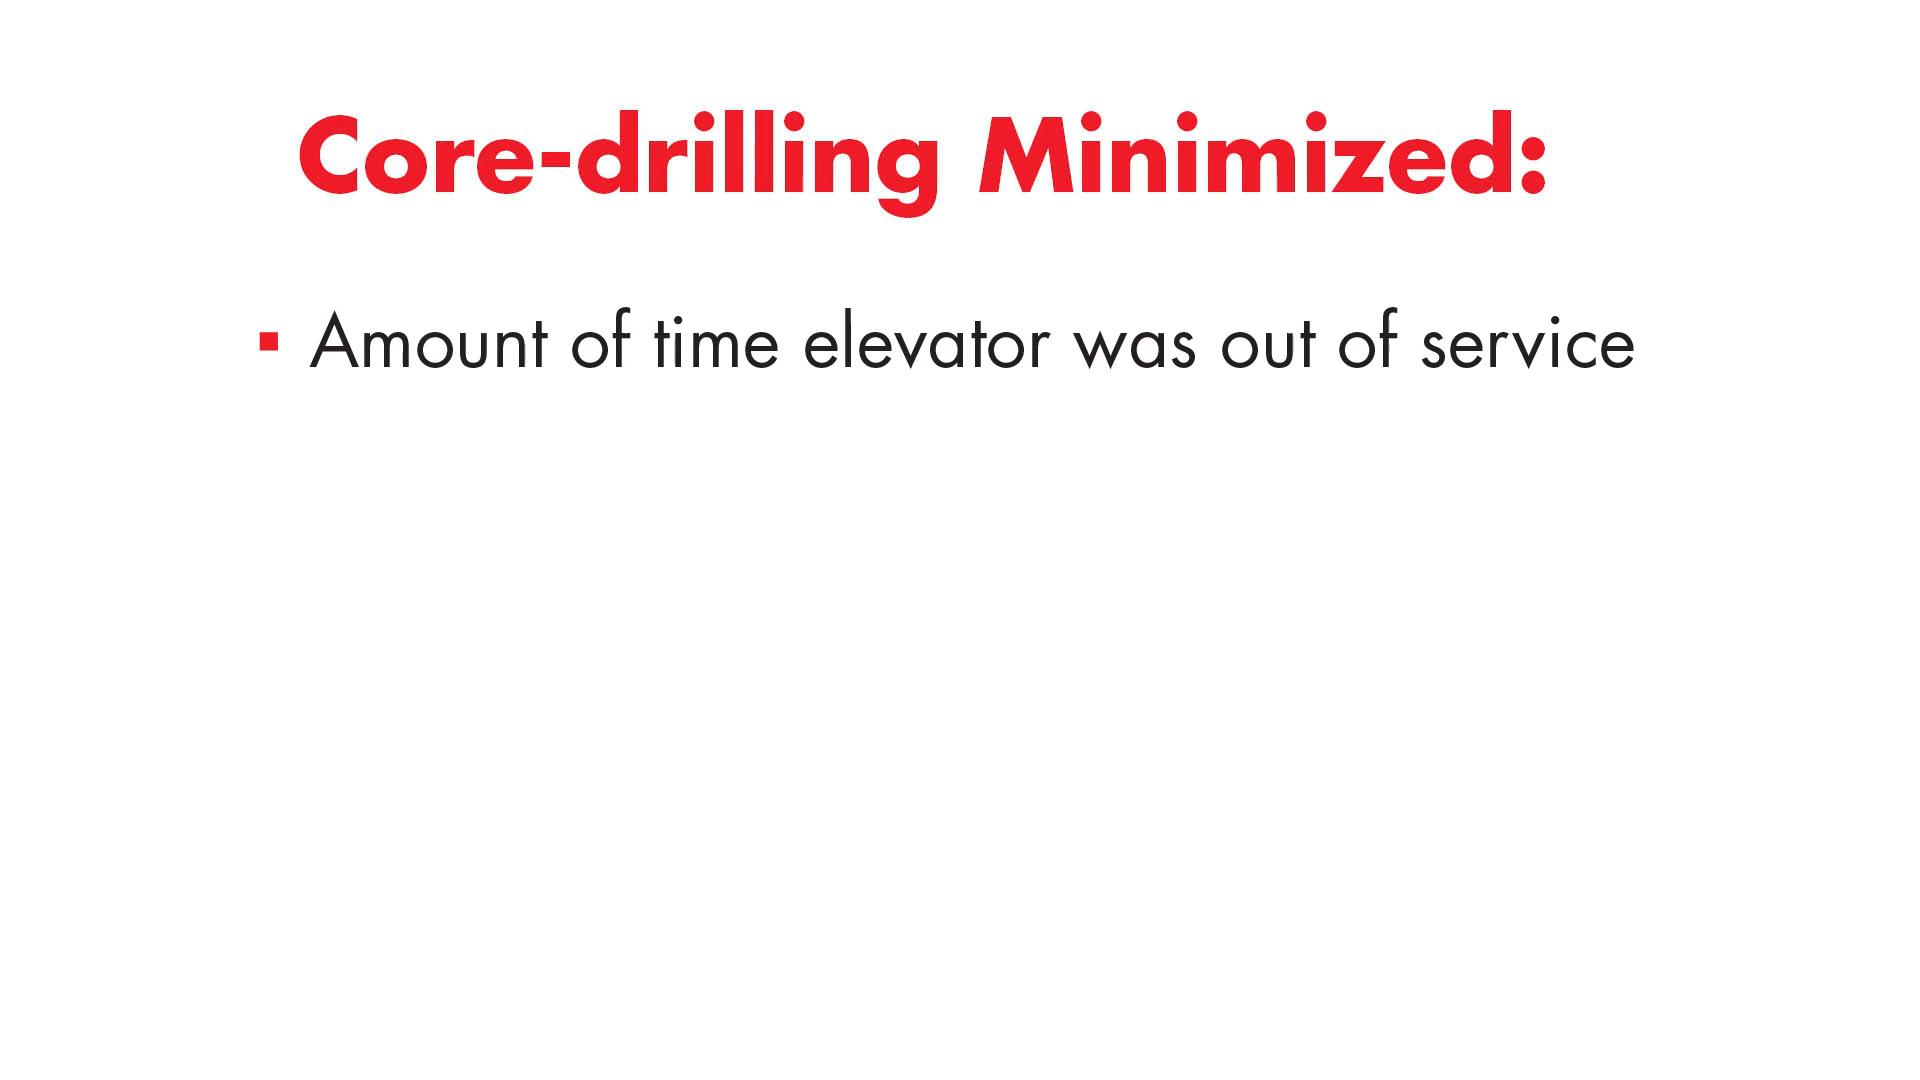 Core-drilling Minimized:
▪ Amount of time elevator was out of service